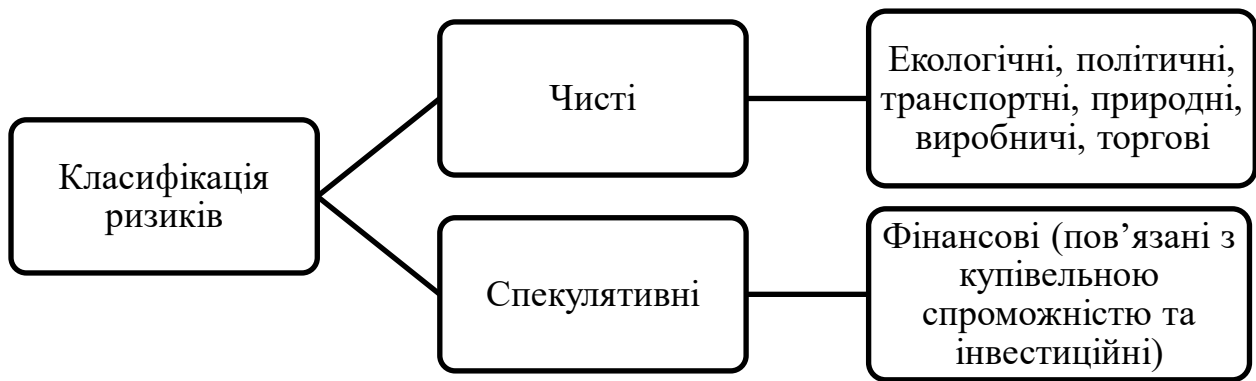 Класифікація
ризиків
Чисті
Екологічні, політичні,
транспортні, природні,
виробничі, торгові
Спекулятивні
Фінансові (пов’язані з
купівельною
спроможністю та
інвестиційні)